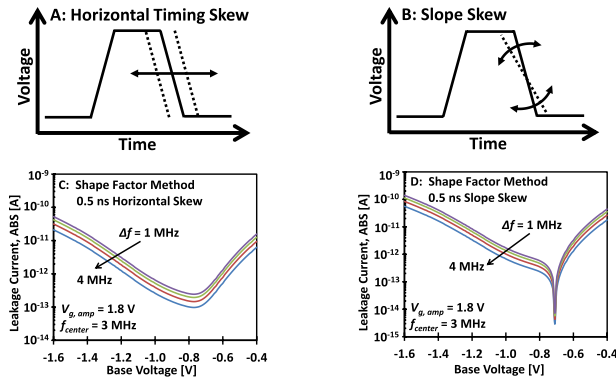 A: Horizontal Timing Skew
Voltage
Time
B: Slope Skew
Voltage
Time
Leakage Current, ABS [A]
10-9
10-10
10-11
10-12
10-13
10-14
C: Shape Factor Method
0.5 ns Horizontal Skew
Δf = 1 MHz
4 MHz
Vg, amp = 1.8 V
fcenter = 3 MHz
-1.6 -1.4 -1.2 -1.0 -0.8 -0.6 -0.4
Base Voltage [V]
Leakage Current, ABS [A]
10-9
10-10
10-11
10-12
10-13
10-14
10-15
D: Shape Factor Method
0.5 ns Slope Skew
Δf = 1 MHz
4 MHz
Vg, amp = 1.8 V
fcenter = 3 MHz
-1.6 -1.4 -1.2 -1.0 -0.8 -0.6 -0.4
Base Voltage [V]